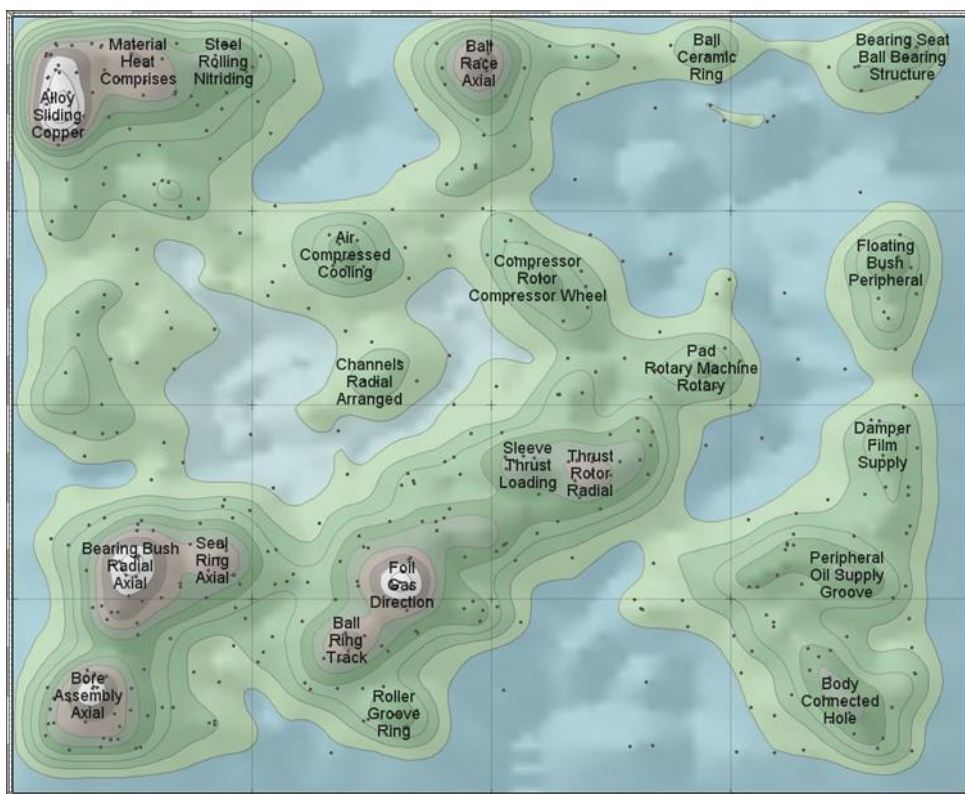 Material
Heat
Comprises
Steel
Rolling
Nitriding
Ball
Race
Axial
Ball
Ceramic
Ring
Bearing Seat
Ball Bearing
Structure
Alloy
Sliding
Copper
Air
Compressed
Cooling
Compressor
Rotor
Compressor Wheel
Floating
Bush
Peripheral
Channels
Radial
Arranged
Pad
Rotary Machine
Rotary
Sleeve
Thrust
Loading
Thrust
Rotor
Radial
Damper
Film
Supply
Bearing Bush
Radial
Axial
Seal
Ring
Axial
Foil
Gas
Direction
Peripheral
Oil Supply
Groove
Ball
Ring
Track
Bore
Assembly
Axial
Roller
Groove
Ring
Body
Connected
Hole